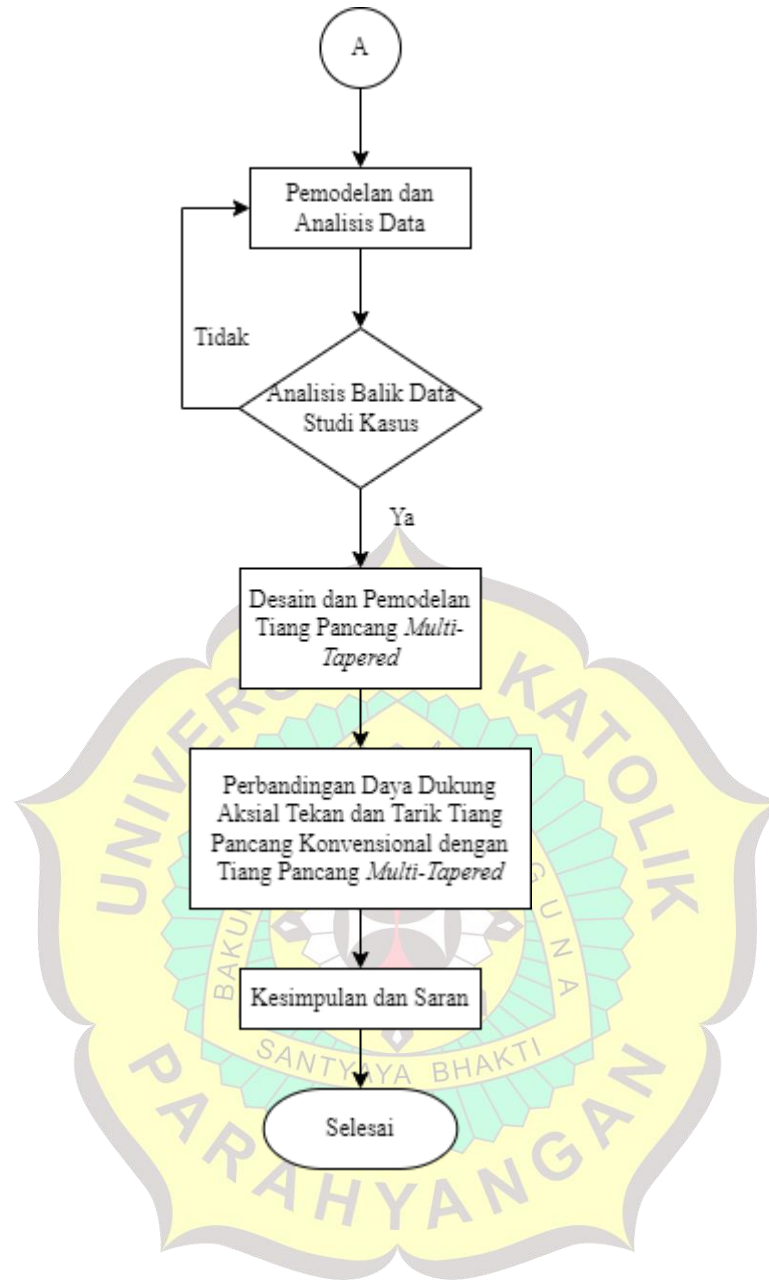 A
Pemodelan dan
Analisis Data
Tidak
Analisis Balik Data
Studi Kasus
Ya
Desain dan Pemodelan
Tiang Pancang Multi-
Tapered
Perbandingan Daya Dukung
Aksial Tekan dan Tarik Tiang
Pancang Konvensional dengan
Tiang Pancang Multi-Tapered
Kesimpulan dan Saran
Selesai
KATOLIK
PARAHYANGAN
SANTYAYA BHAKTI